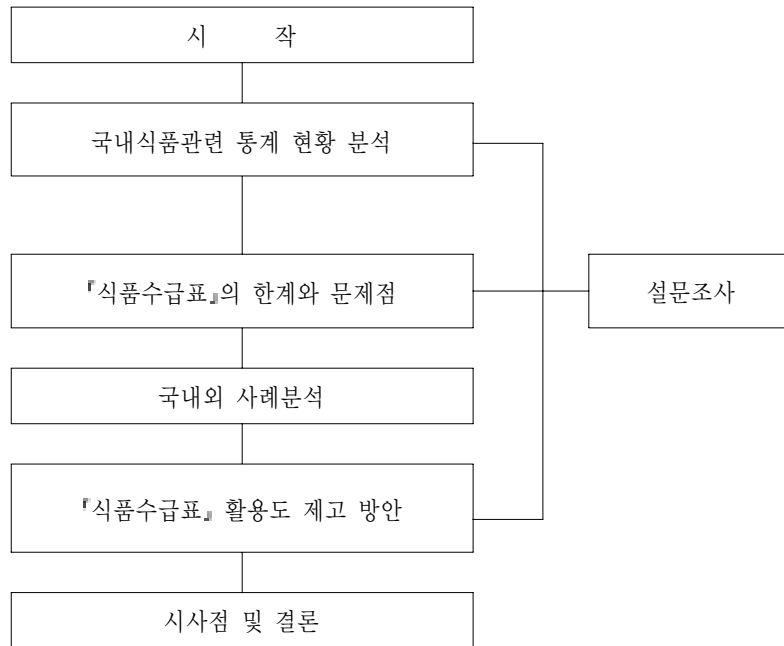 시 작
국내식품관련 통계 현황 분석
『식품수급표』의 한계와 문제점
설문조사
국내외 사례분석
『식품수급표』 활용도 제고 방안
시사점 및 결론